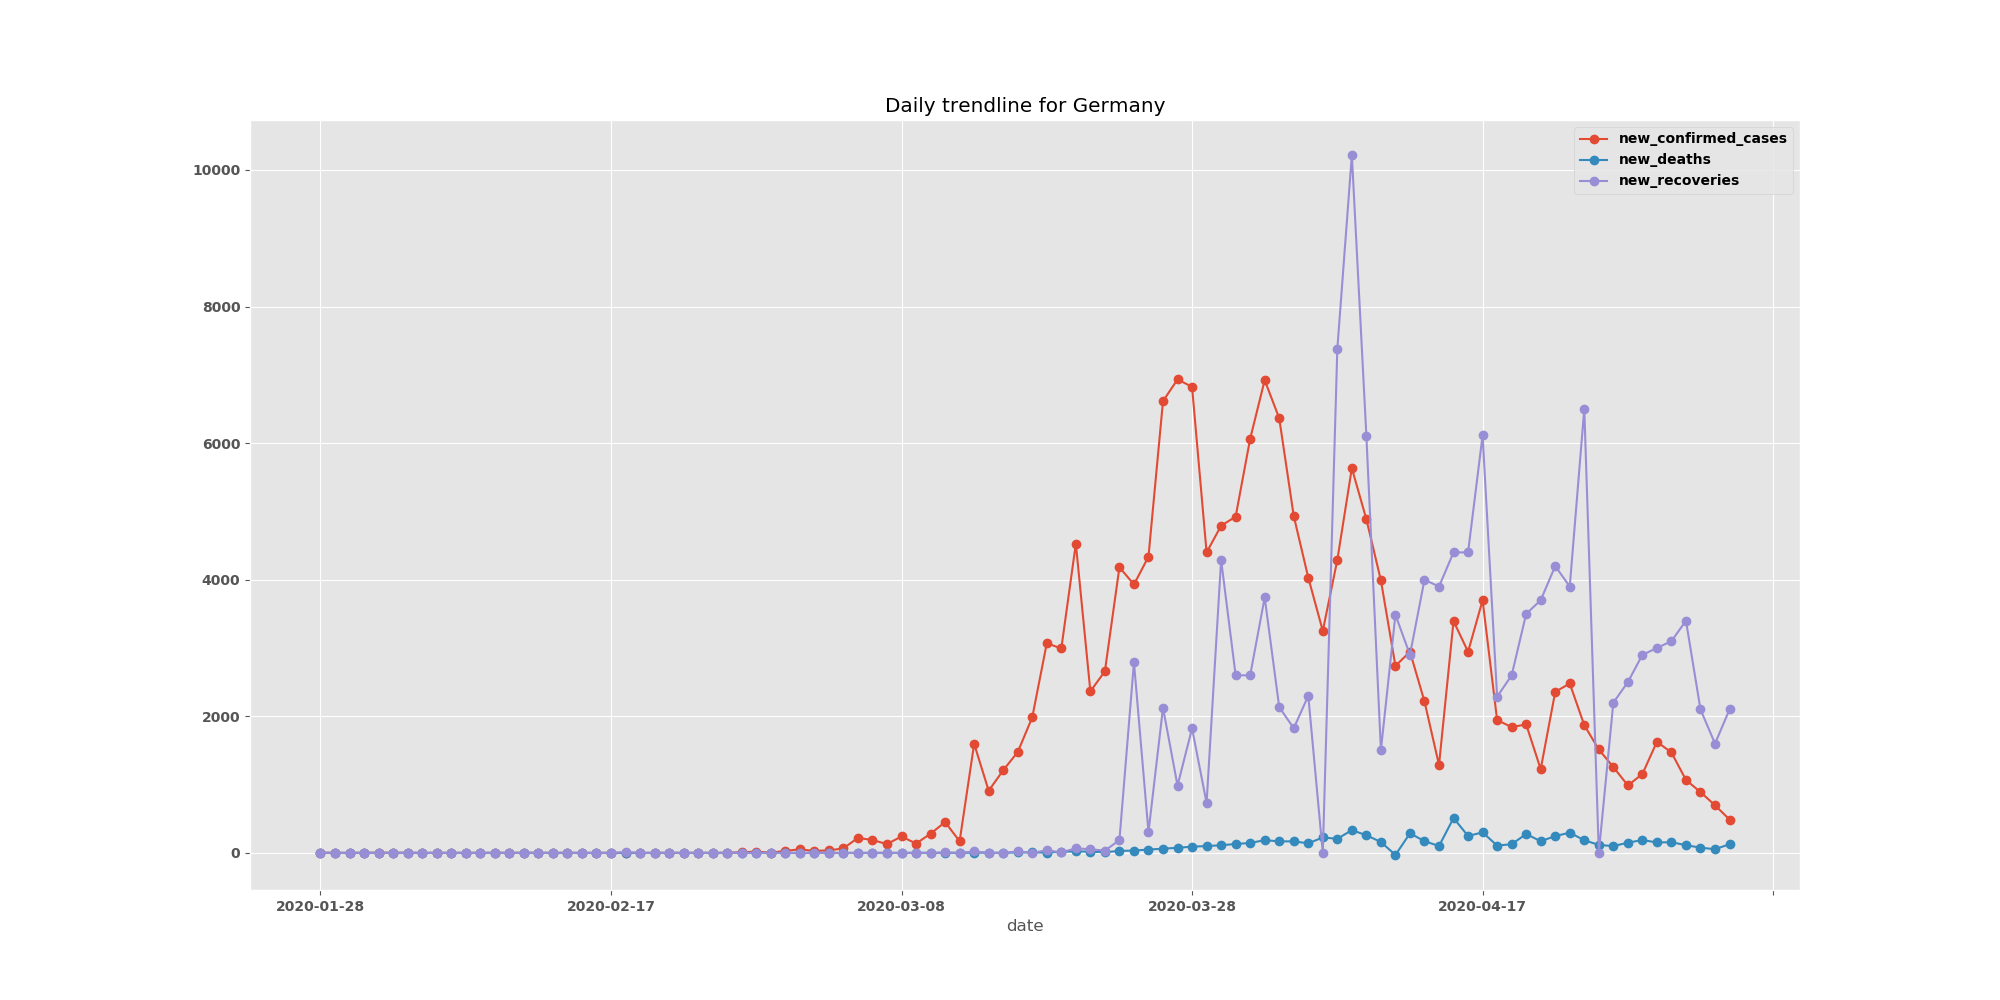 Daily trendline for Germany
new_confirmed_cases
new_deaths
new_recoveries
10000
8000
6000
4000
2000
0
2020-01-28 2020-02-17 2020-03-08 2020-03-28 2020-04-17
date